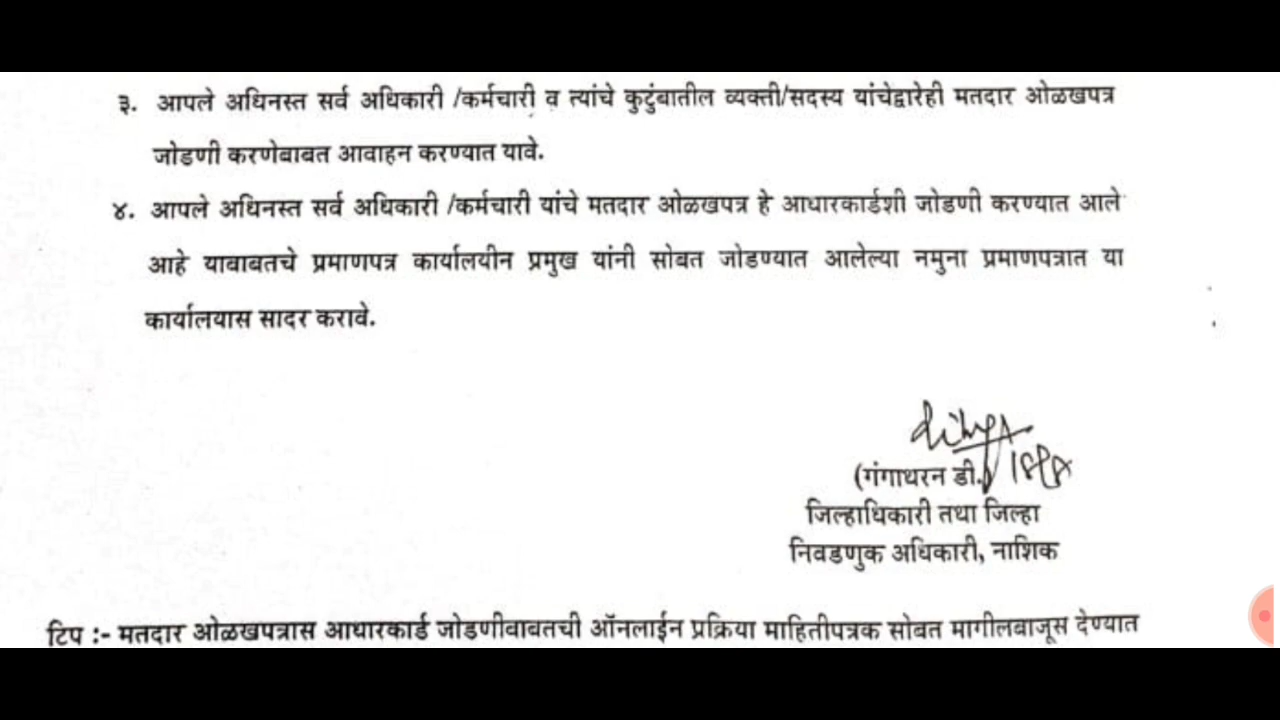 ३. आपले अधिनस्त सर्व अधिकारी /कर्मचारी व त्यांचे कुटुंबातील व्यक्ती/सदस्य यांचेद्वारेही मतदार ओळखपत्र
जोडणी करणेबाबत आवाहन करण्यात यावे.
४. आपले अधिनस्त सर्व अधिकारी /कर्मचारी यांचे मतदार ओळखपत्र हे आधारकार्डशी जोडणी करण्यात आले
आहे याबाबतचे प्रमाणपत्र कार्यालयीन प्रमुख यांनी सोबत जोडण्यात आलेल्या नमुना प्रमाणपत्रात या
कार्यालयास सादर करावे.
(गंगाथरन डी.)
जिल्हाधिकारी तथा जिल्हा
निवडणुक अधिकारी, नाशिक
टिप :- मतदार ओळखपत्रास आधारकार्ड जोडणीबाबतची ऑनलाईन प्रक्रिया माहितीपत्रक सोबत मागीलबाजूस देण्यात